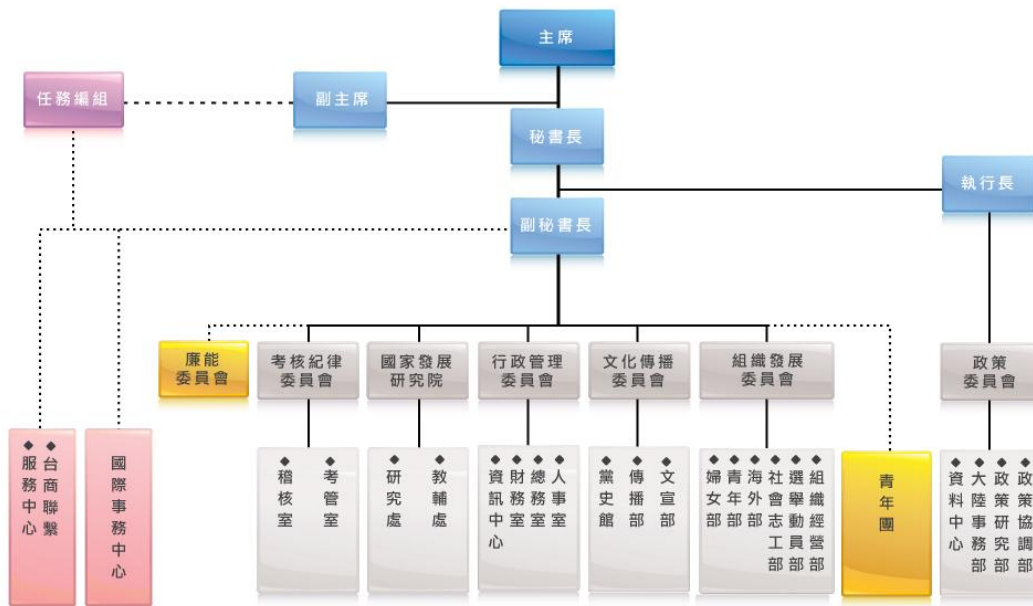 中央組織架構圖
主席
任務編組
副主席
秘書長
執行長
副秘書長
廉能
委員會
考核紀律
委員會
國家發展
研究院
行政管理
委員會
文化傳播
委員會
組織發展
委員會
政策
委員會
◆台商聯繫
◆服務中心
國際事務中心
◆考管室
◆稽核室
◆教輔處
◆研究處
◆人事室
◆總務室
◆財務室
◆資訊中心
◆文宣部
◆傳播部
◆黨史館
◆組織經營部
◆選舉動員部
◆社會志工部
◆海外部
◆青年部
◆婦女部
青年團
◆政策協調部
◆政策研究部
◆大陸事務部
◆資料中心